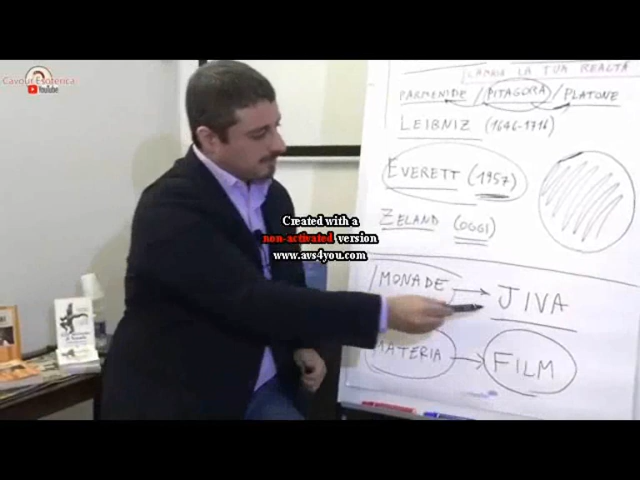 Cavour Esoterica
YouTube
CAMBIA LA TUA REALTÀ
PARMENIDE / PITAGORA / PLATONE
LEIBNIZ (1646-1716)
EVERETT (1957)
ZELAND (OGGI)
MONADE → JIVA
MATERIA → FILM
Created with a
non-activated version
www.avs4you.com